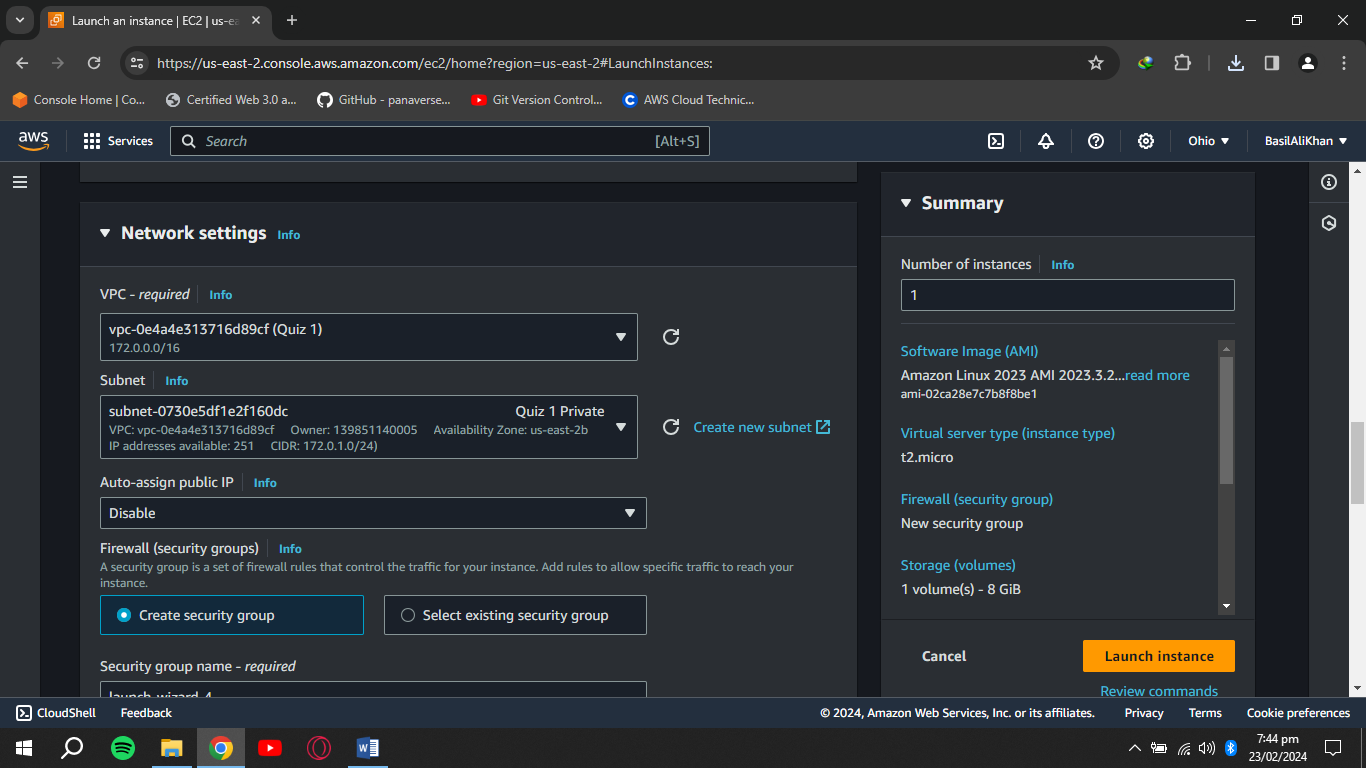 Launch an instance | EC2 | us-ea
https://us-east-2.console.aws.amazon.com/ec2/home?region=us-east-2#LaunchInstances:
Console Home | Co...
Certified Web 3.0 a...
GitHub - panaverse...
Git Version Control...
AWS Cloud Technic...
aws
Services
Search
[Alt+S]
Ohio
BasilAliKhan
Network settings
Info
VPC - required
Info
vpc-0e4a4e313716d89cf (Quiz 1)
172.0.0.0/16
Subnet
Info
subnet-0730e5df1e2f160dc
Quiz 1 Private
VPC: vpc-0e4a4e313716d89cf Owner: 139851140005 Availability Zone: us-east-2b
IP addresses available: 251 CIDR: 172.0.1.0/24)
Create new subnet
Auto-assign public IP
Info
Disable
Firewall (security groups)
Info
A security group is a set of firewall rules that control the traffic for your instance. Add rules to allow specific traffic to reach your
instance.
Create security group
Select existing security group
Security group name - required
launch-wizard-4
Summary
Number of instances
Info
1
Software Image (AMI)
Amazon Linux 2023 AMI 2023.3.2...read more
ami-02ca28e7c7b8f8be1
Virtual server type (instance type)
t2.micro
Firewall (security group)
New security group
Storage (volumes)
1 volume(s) - 8 GiB
Cancel
Launch instance
Review commands
CloudShell
Feedback
© 2024, Amazon Web Services, Inc. or its affiliates.
Privacy
Terms
Cookie preferences
7:44 pm
23/02/2024